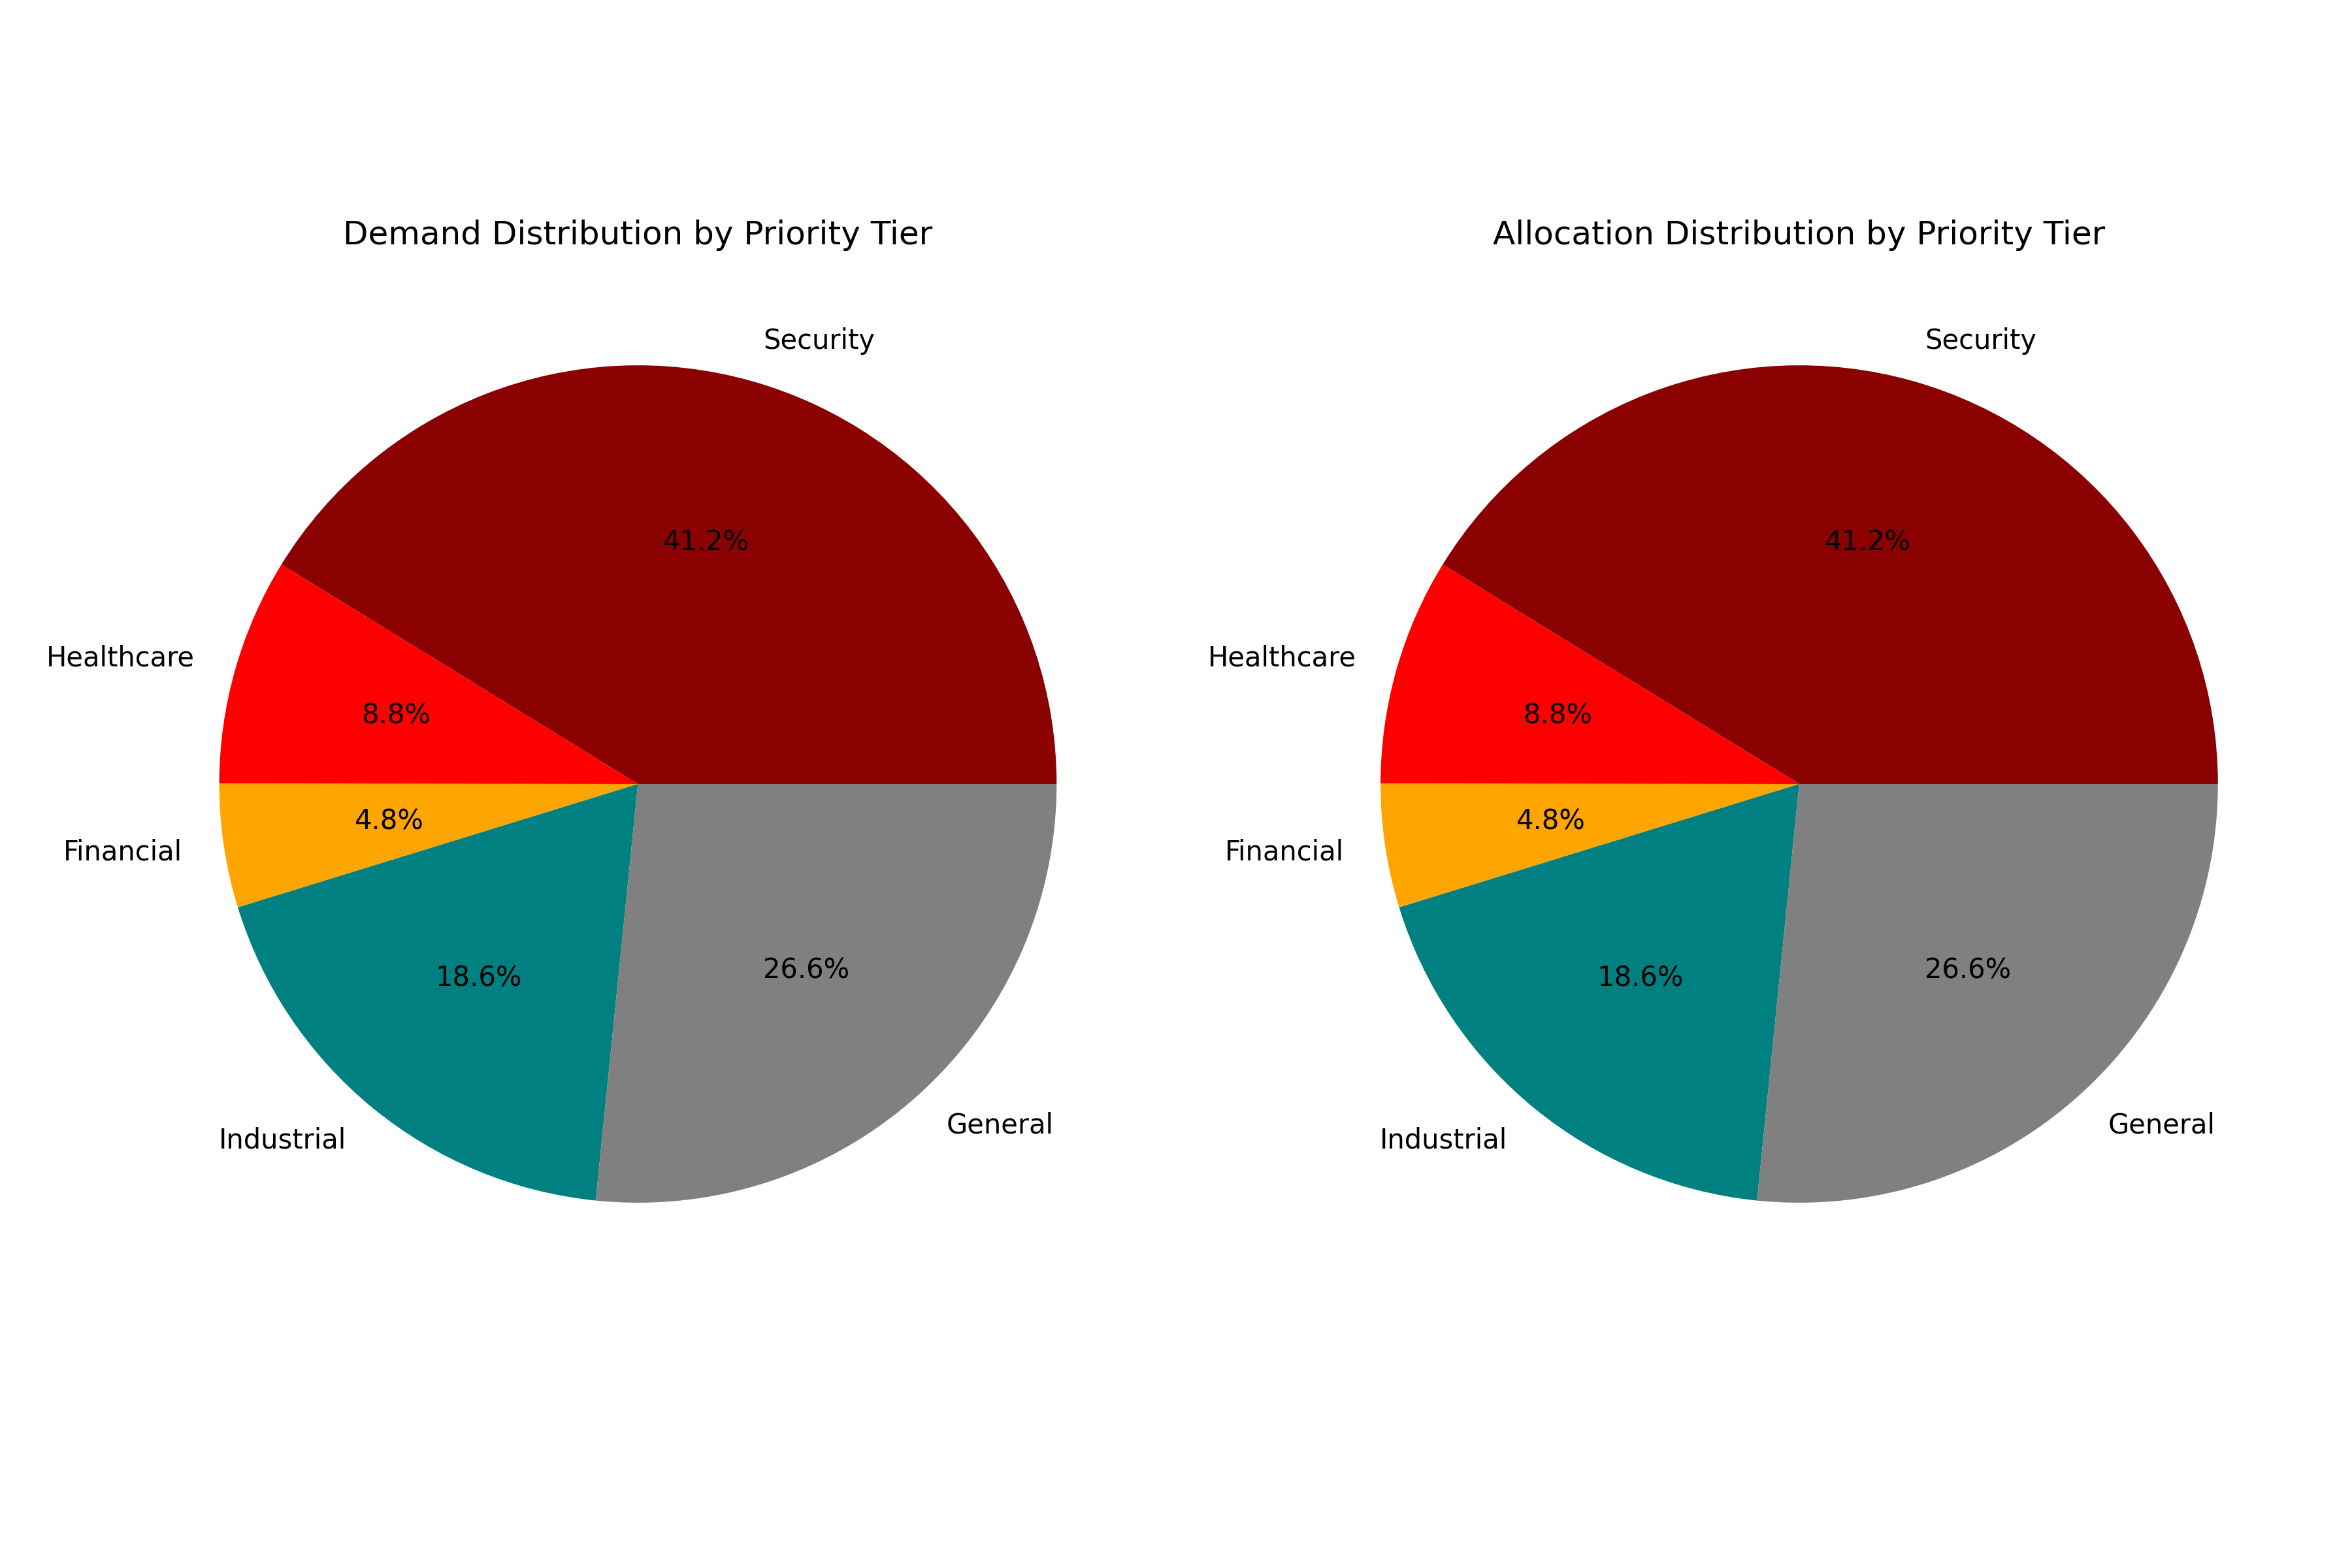 Demand Distribution by Priority Tier
Security
41.2%
Healthcare
8.8%
4.8%
Financial
18.6%
26.6%
General
Industrial
Allocation Distribution by Priority Tier
Security
41.2%
Healthcare
8.8%
4.8%
Financial
18.6%
26.6%
General
Industrial